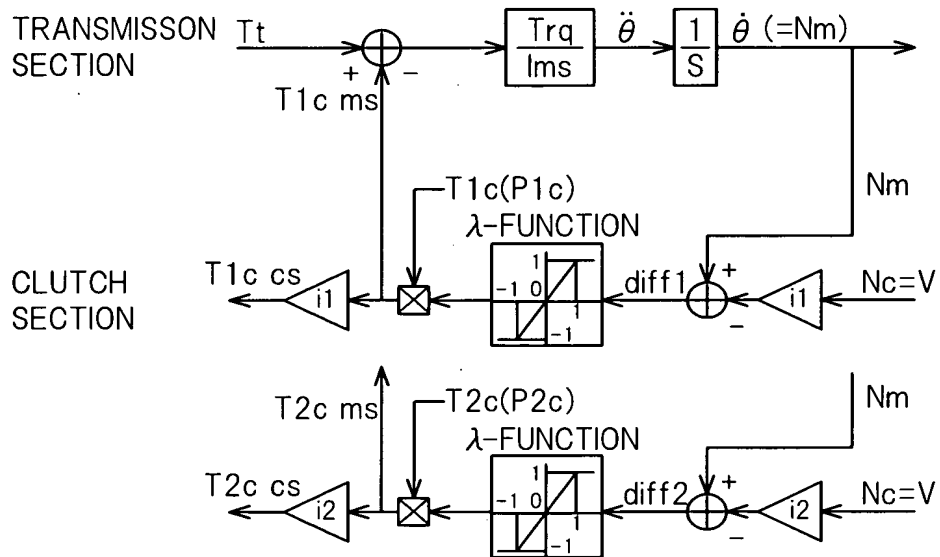 TRANSMISSON
SECTION
Tt
+
-
T1c ms
Trq
Ims
θ̈
1
S
θ̇ (=Nm)
Nm
T1c(P1c)
λ-FUNCTION
CLUTCH
SECTION
T1c cs
i1
1
-1 0
1
-1
diff1
+
-
i1
Nc=V
T2c ms
T2c(P2c)
λ-FUNCTION
Nm
T2c cs
i2
1
-1 0
1
-1
diff2
+
-
i2
Nc=V